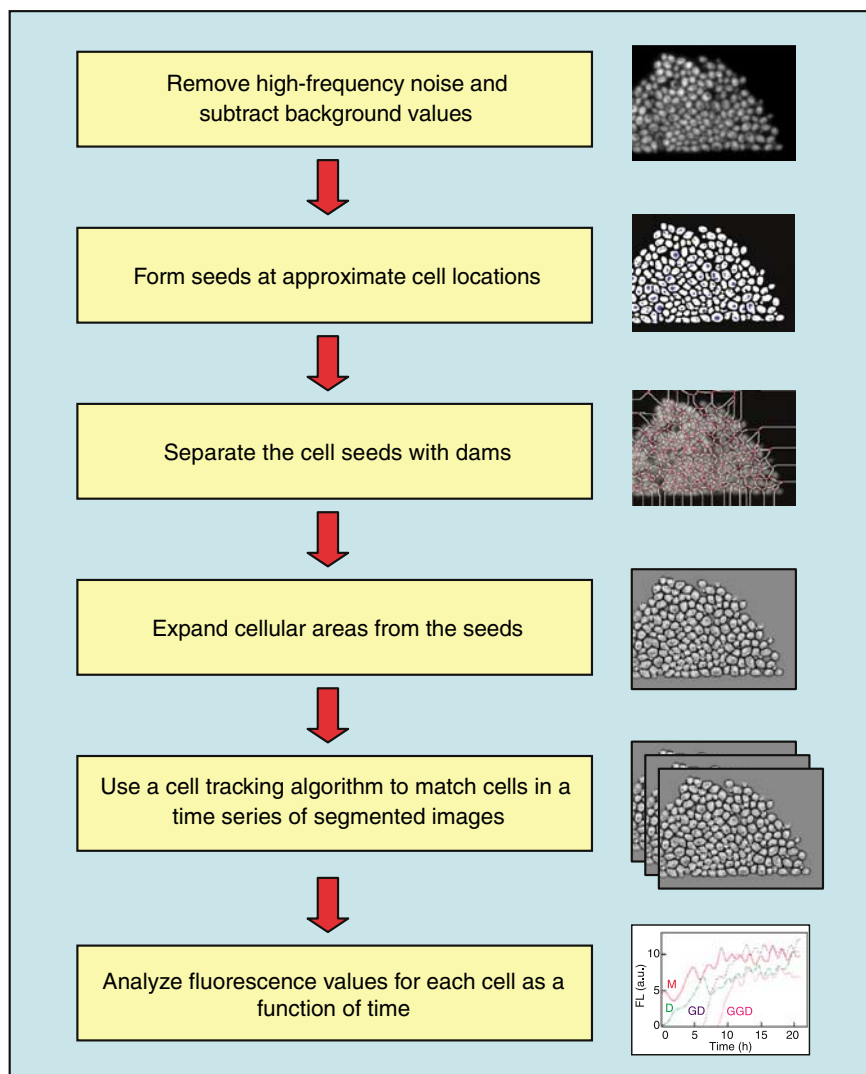 Remove high-frequency noise and
subtract background values
Form seeds at approximate cell locations
Separate the cell seeds with dams
Expand cellular areas from the seeds
Use a cell tracking algorithm to match cells in a
time series of segmented images
Analyze fluorescence values for each cell as a
function of time
FL (a.u.)
10
5
0
M
D
GD
GGD
0
5
10
15
20
Time (h)